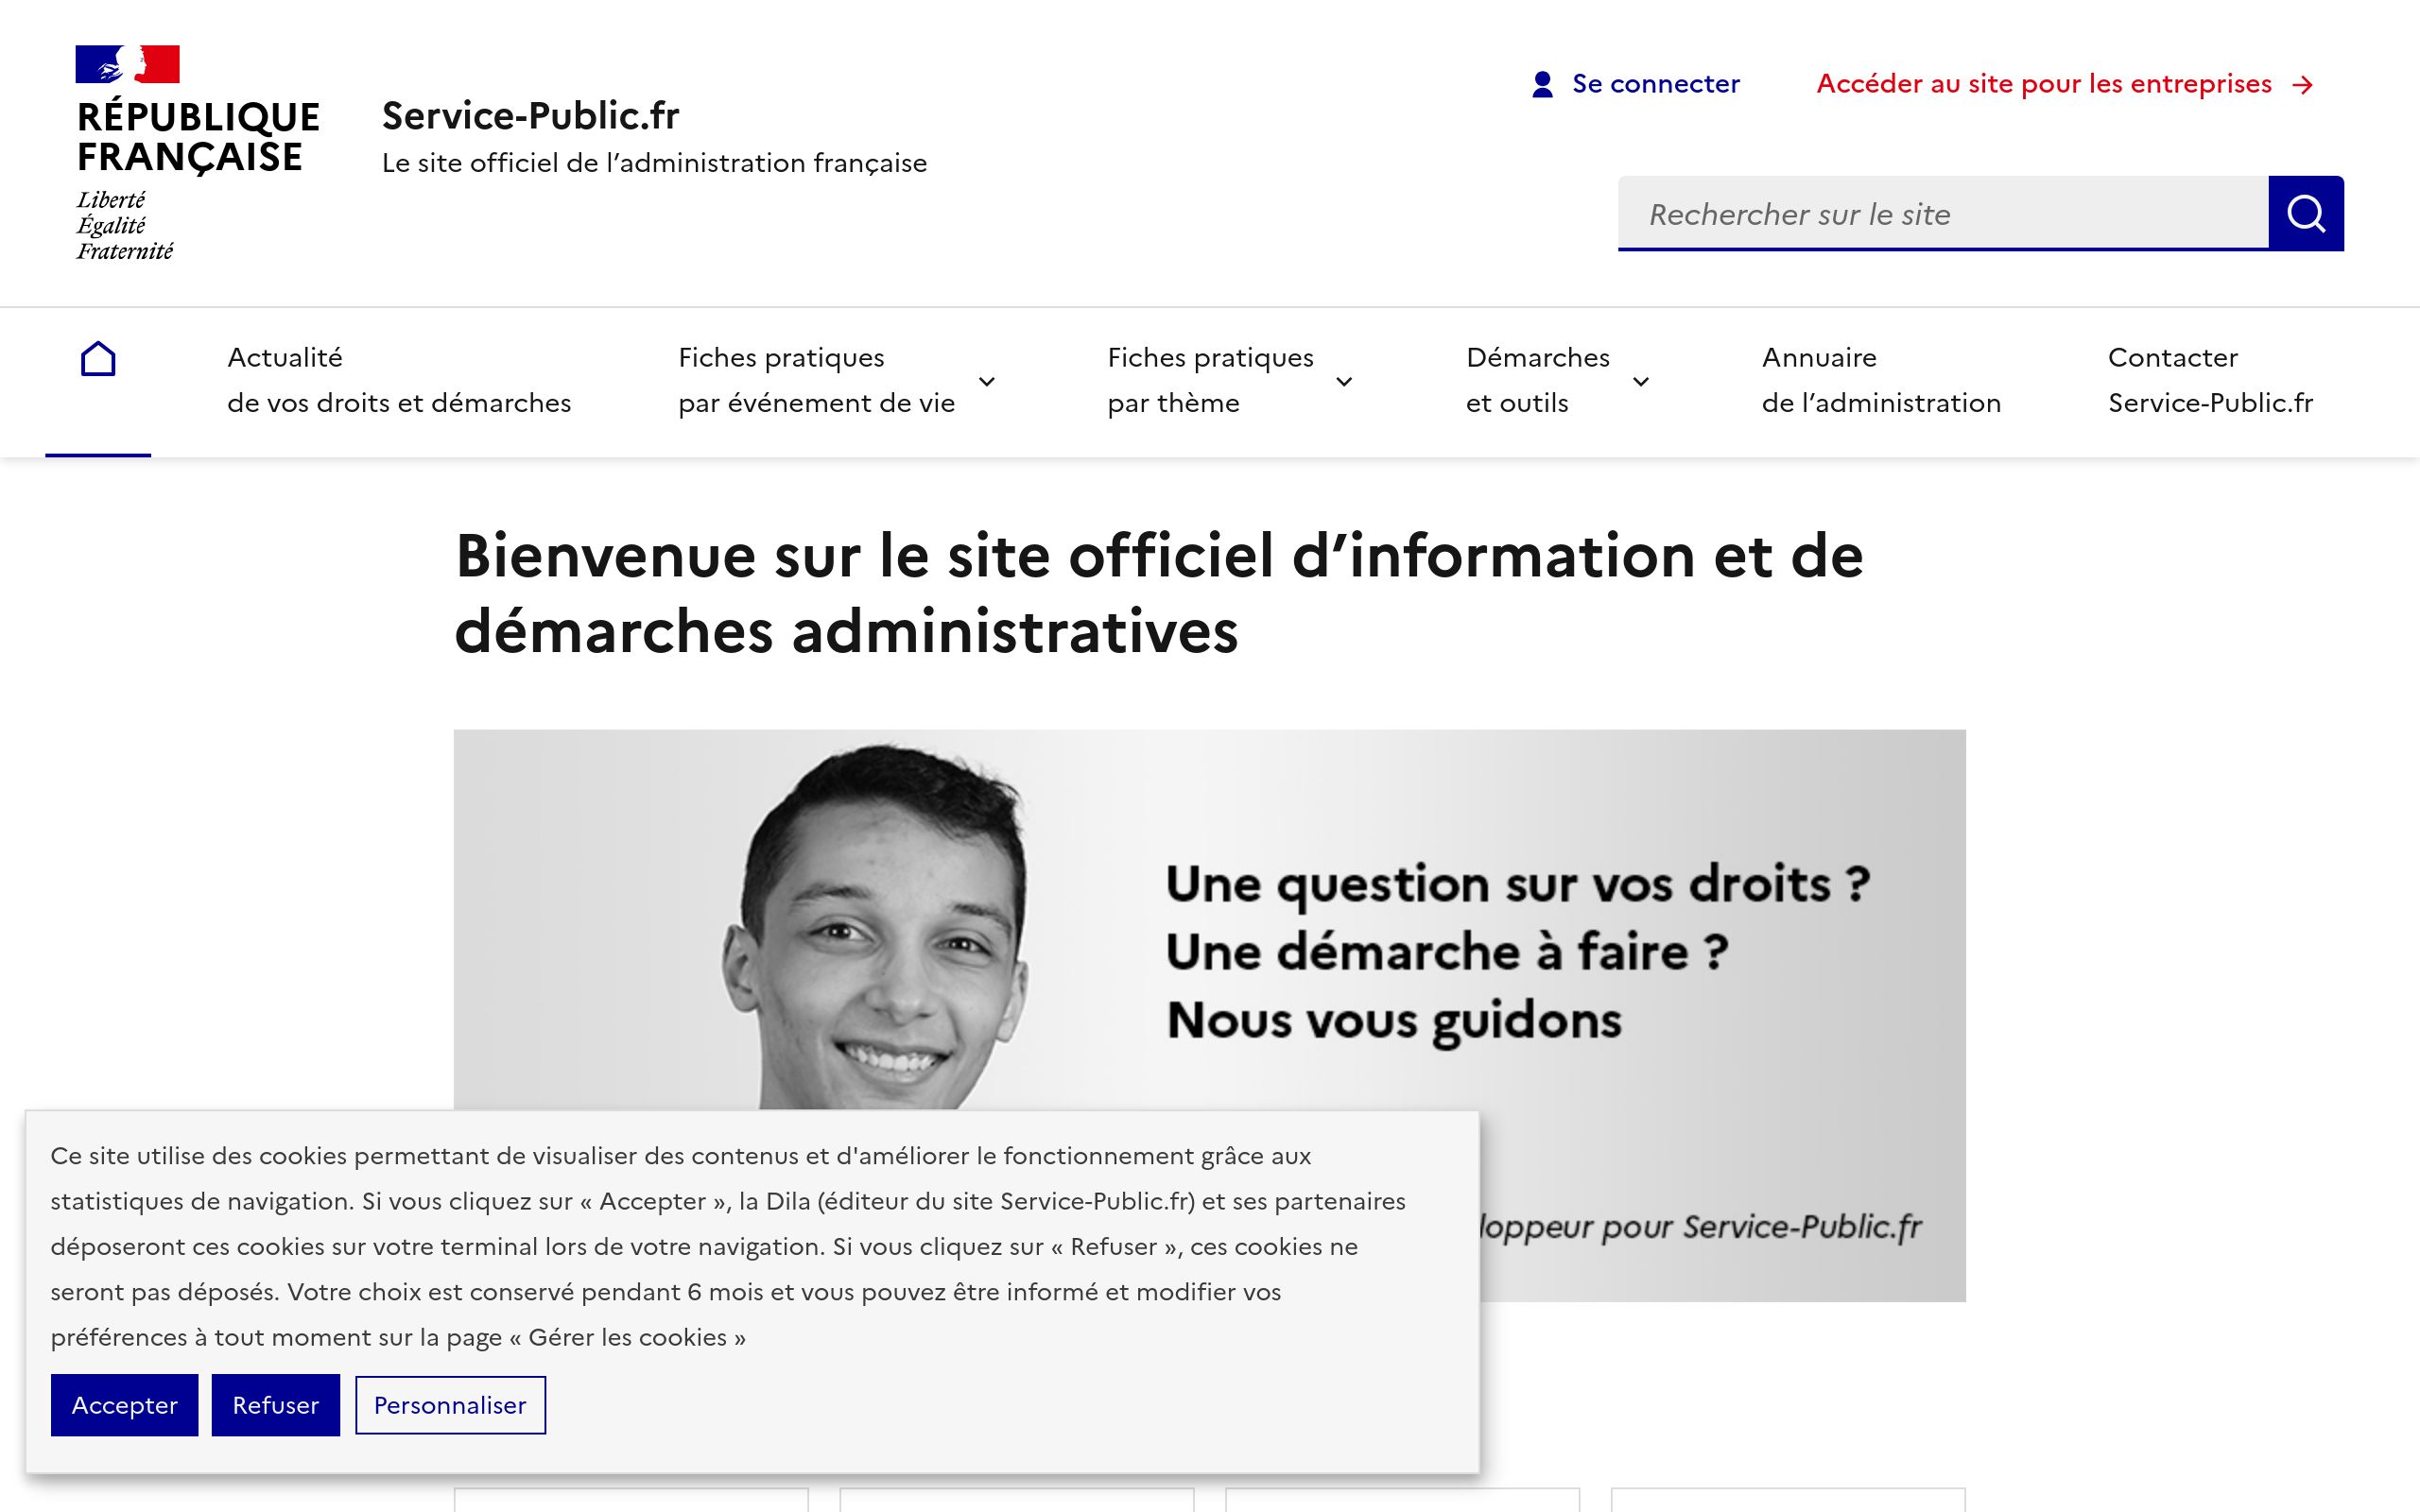 RÉPUBLIQUE
FRANÇAISE
Liberté
Égalité
Fraternité
Service-Public.fr
Le site officiel de l’administration française
Se connecter
Accéder au site pour les entreprises
Rechercher sur le site
Actualité
de vos droits et démarches
Fiches pratiques
par événement de vie
Fiches pratiques
par thème
Démarches
et outils
Annuaire
de l’administration
Contacter
Service-Public.fr
Bienvenue sur le site officiel d’information et de
démarches administratives
Une question sur vos droits ?
Une démarche à faire ?
Nous vous guidons
pour Service-Public.fr
Ce site utilise des cookies permettant de visualiser des contenus et d'améliorer le fonctionnement grâce aux
statistiques de navigation. Si vous cliquez sur « Accepter », la Dila (éditeur du site Service-Public.fr) et ses partenaires
déposeront ces cookies sur votre terminal lors de votre navigation. Si vous cliquez sur « Refuser », ces cookies ne
seront pas déposés. Votre choix est conservé pendant 6 mois et vous pouvez être informé et modifier vos
préférences à tout moment sur la page « Gérer les cookies »
Accepter
Refuser
Personnaliser